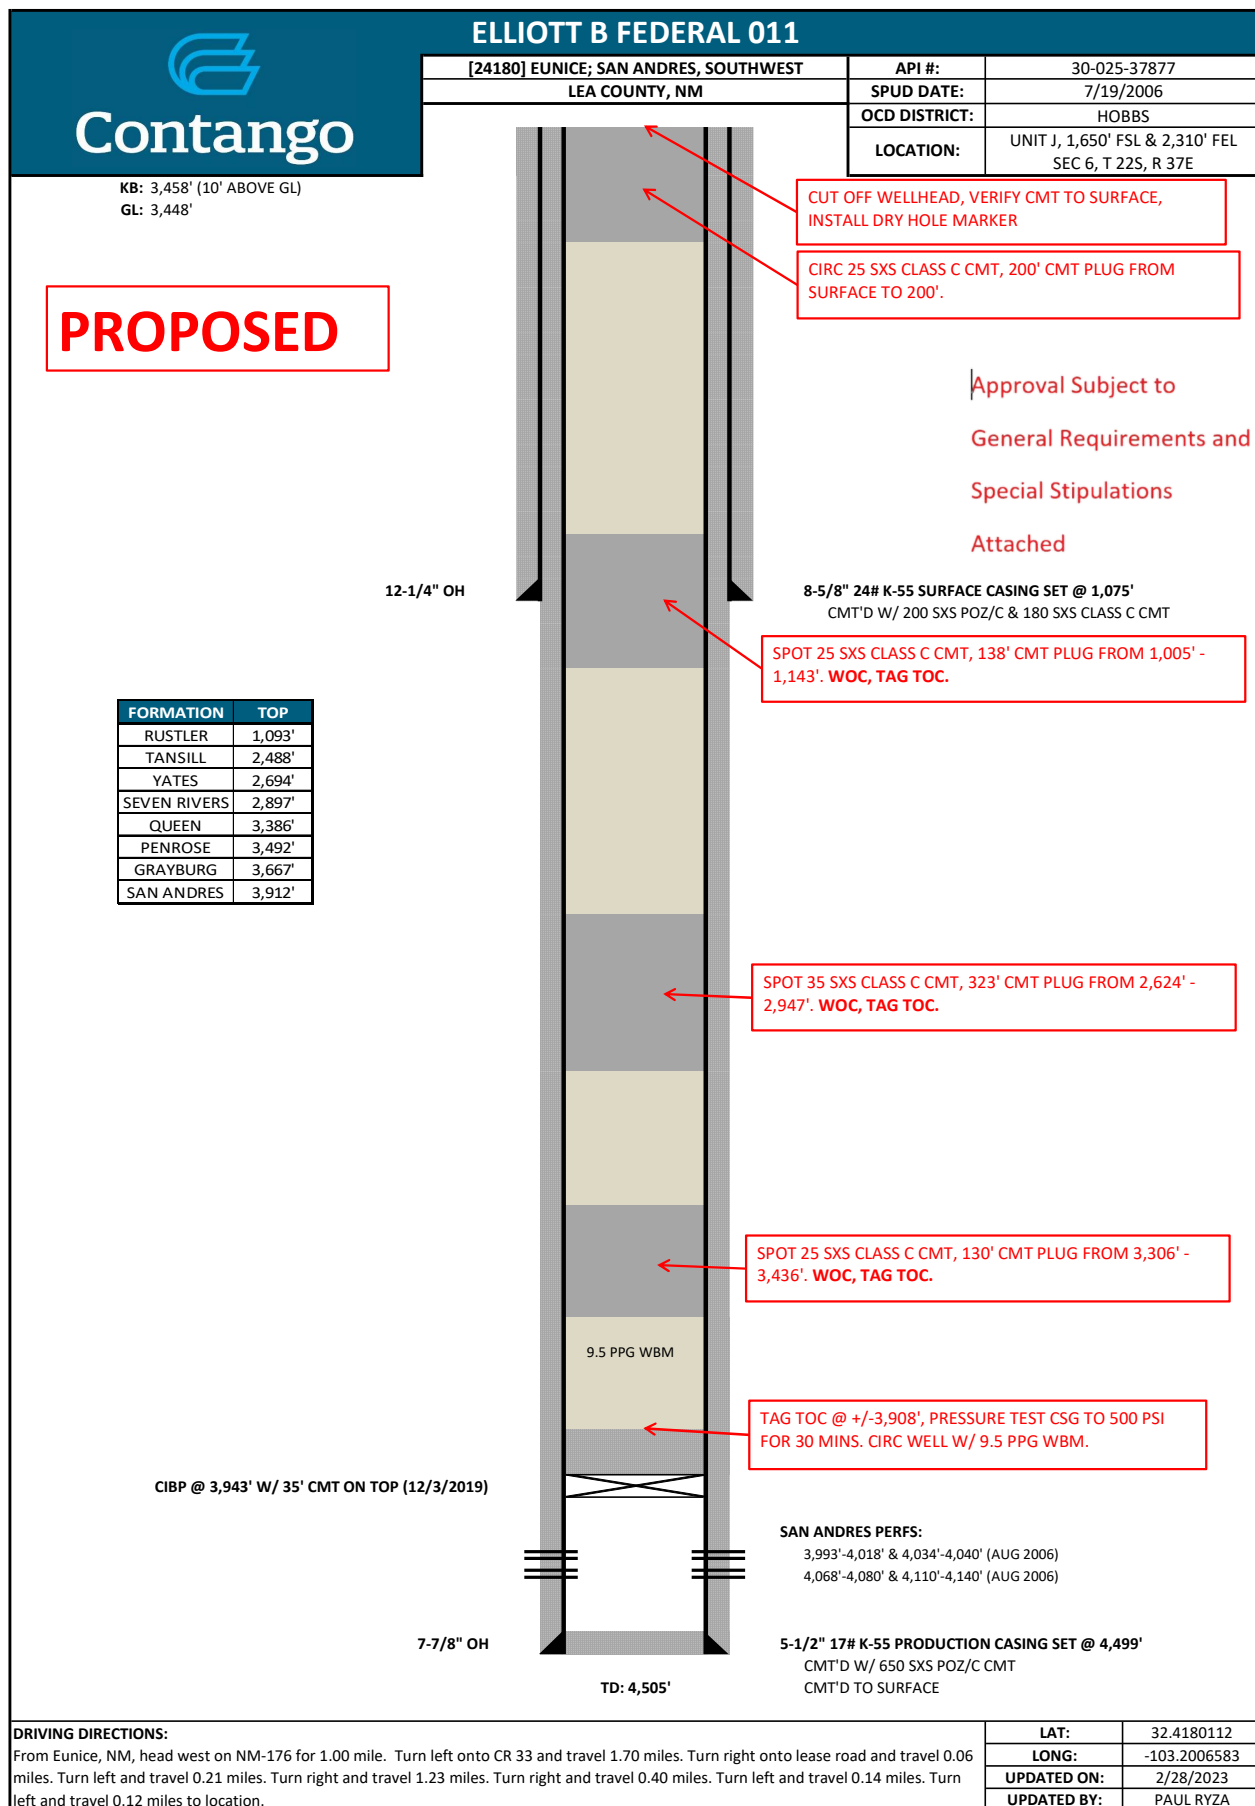 ELLIOTT B FEDERAL 011
Contango
[24180] EUNICE; SAN ANDRES, SOUTHWEST
LEA COUNTY, NM
API #: 30-025-37877
SPUD DATE: 7/19/2006
OCD DISTRICT: HOBBS
LOCATION: UNIT J, 1,650' FSL & 2,310' FEL
SEC 6, T 22S, R 37E
KB: 3,458' (10' ABOVE GL)
GL: 3,448'
CUT OFF WELLHEAD, VERIFY CMT TO SURFACE,
INSTALL DRY HOLE MARKER
CIRC 25 SXS CLASS C CMT, 200' CMT PLUG FROM
SURFACE TO 200'.
PROPOSED
Approval Subject to
General Requirements and
Special Stipulations
Attached
12-1/4" OH
8-5/8" 24# K-55 SURFACE CASING SET @ 1,075'
CMT'D W/ 200 SXS POZ/C & 180 SXS CLASS C CMT
SPOT 25 SXS CLASS C CMT, 138' CMT PLUG FROM 1,005' -
1,143'. WOC, TAG TOC.
FORMATION TOP
RUSTLER 1,093'
TANSILL 2,488'
YATES 2,694'
SEVEN RIVERS 2,897'
QUEEN 3,386'
PENROSE 3,492'
GRAYBURG 3,667'
SAN ANDRES 3,912'
SPOT 35 SXS CLASS C CMT, 323' CMT PLUG FROM 2,624' -
2,947'. WOC, TAG TOC.
SPOT 25 SXS CLASS C CMT, 130' CMT PLUG FROM 3,306' -
3,436'. WOC, TAG TOC.
9.5 PPG WBM
TAG TOC @ +/-3,908', PRESSURE TEST CSG TO 500 PSI
FOR 30 MINS. CIRC WELL W/ 9.5 PPG WBM.
CIBP @ 3,943' W/ 35' CMT ON TOP (12/3/2019)
SAN ANDRES PERFS:
3,993'-4,018' & 4,034'-4,040' (AUG 2006)
4,068'-4,080' & 4,110'-4,140' (AUG 2006)
7-7/8" OH
5-1/2" 17# K-55 PRODUCTION CASING SET @ 4,499'
CMT'D W/ 650 SXS POZ/C CMT
CMT'D TO SURFACE
TD: 4,505'
DRIVING DIRECTIONS:
From Eunice, NM, head west on NM-176 for 1.00 mile. Turn left onto CR 33 and travel 1.70 miles. Turn right onto lease road and travel 0.06
miles. Turn left and travel 0.21 miles. Turn right and travel 1.23 miles. Turn right and travel 0.40 miles. Turn left and travel 0.14 miles. Turn
left and travel 0.12 miles to location.
LAT: 32.4180112
LONG: -103.2006583
UPDATED ON: 2/28/2023
UPDATED BY: PAUL RYZA